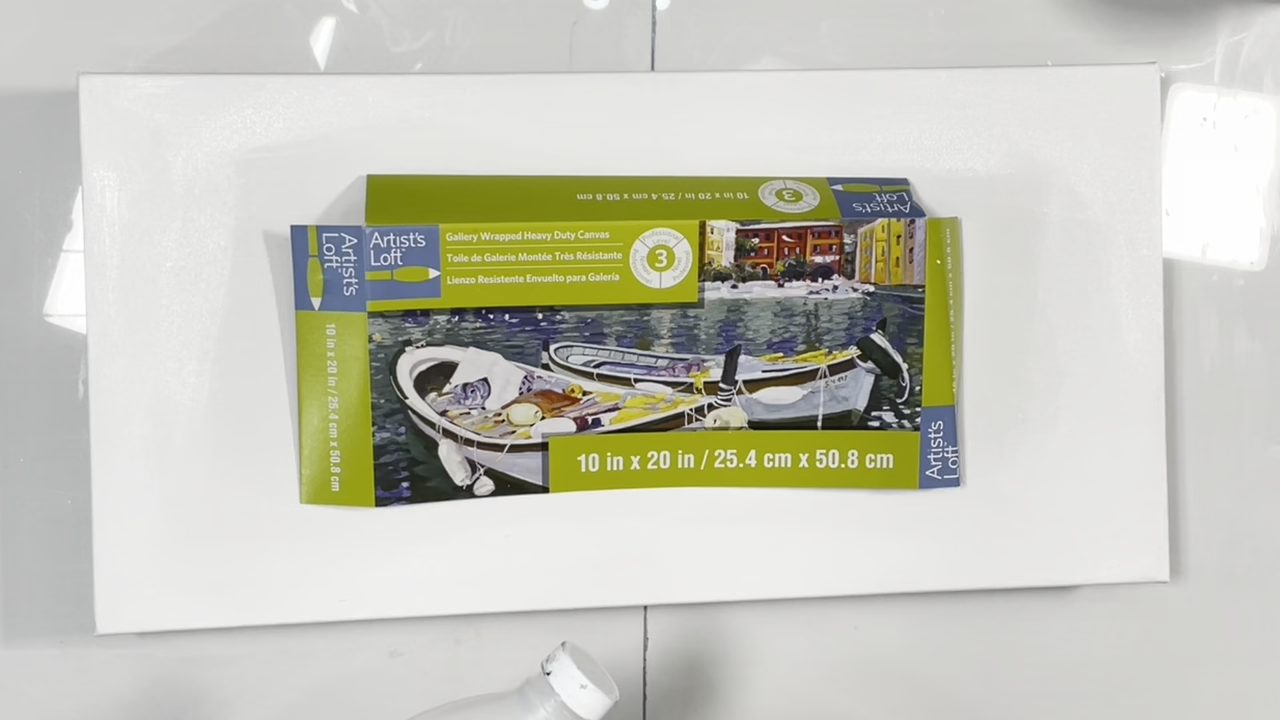 10 in x 20 in / 25.4 cm x 50.8 cm
3
Artist's
Loft
Artist's
Loft
10 in x 20 in / 25.4 cm x 50.8 cm
Artist's
Loft
Gallery Wrapped Heavy Duty Canvas
Toile de Galerie Montée Très Résistante
Lienzo Resistente Envuelto para Galería
Professional
Level
3
10 in x 20 in / 25.4 cm x 50.8 cm
Artist's
Loft